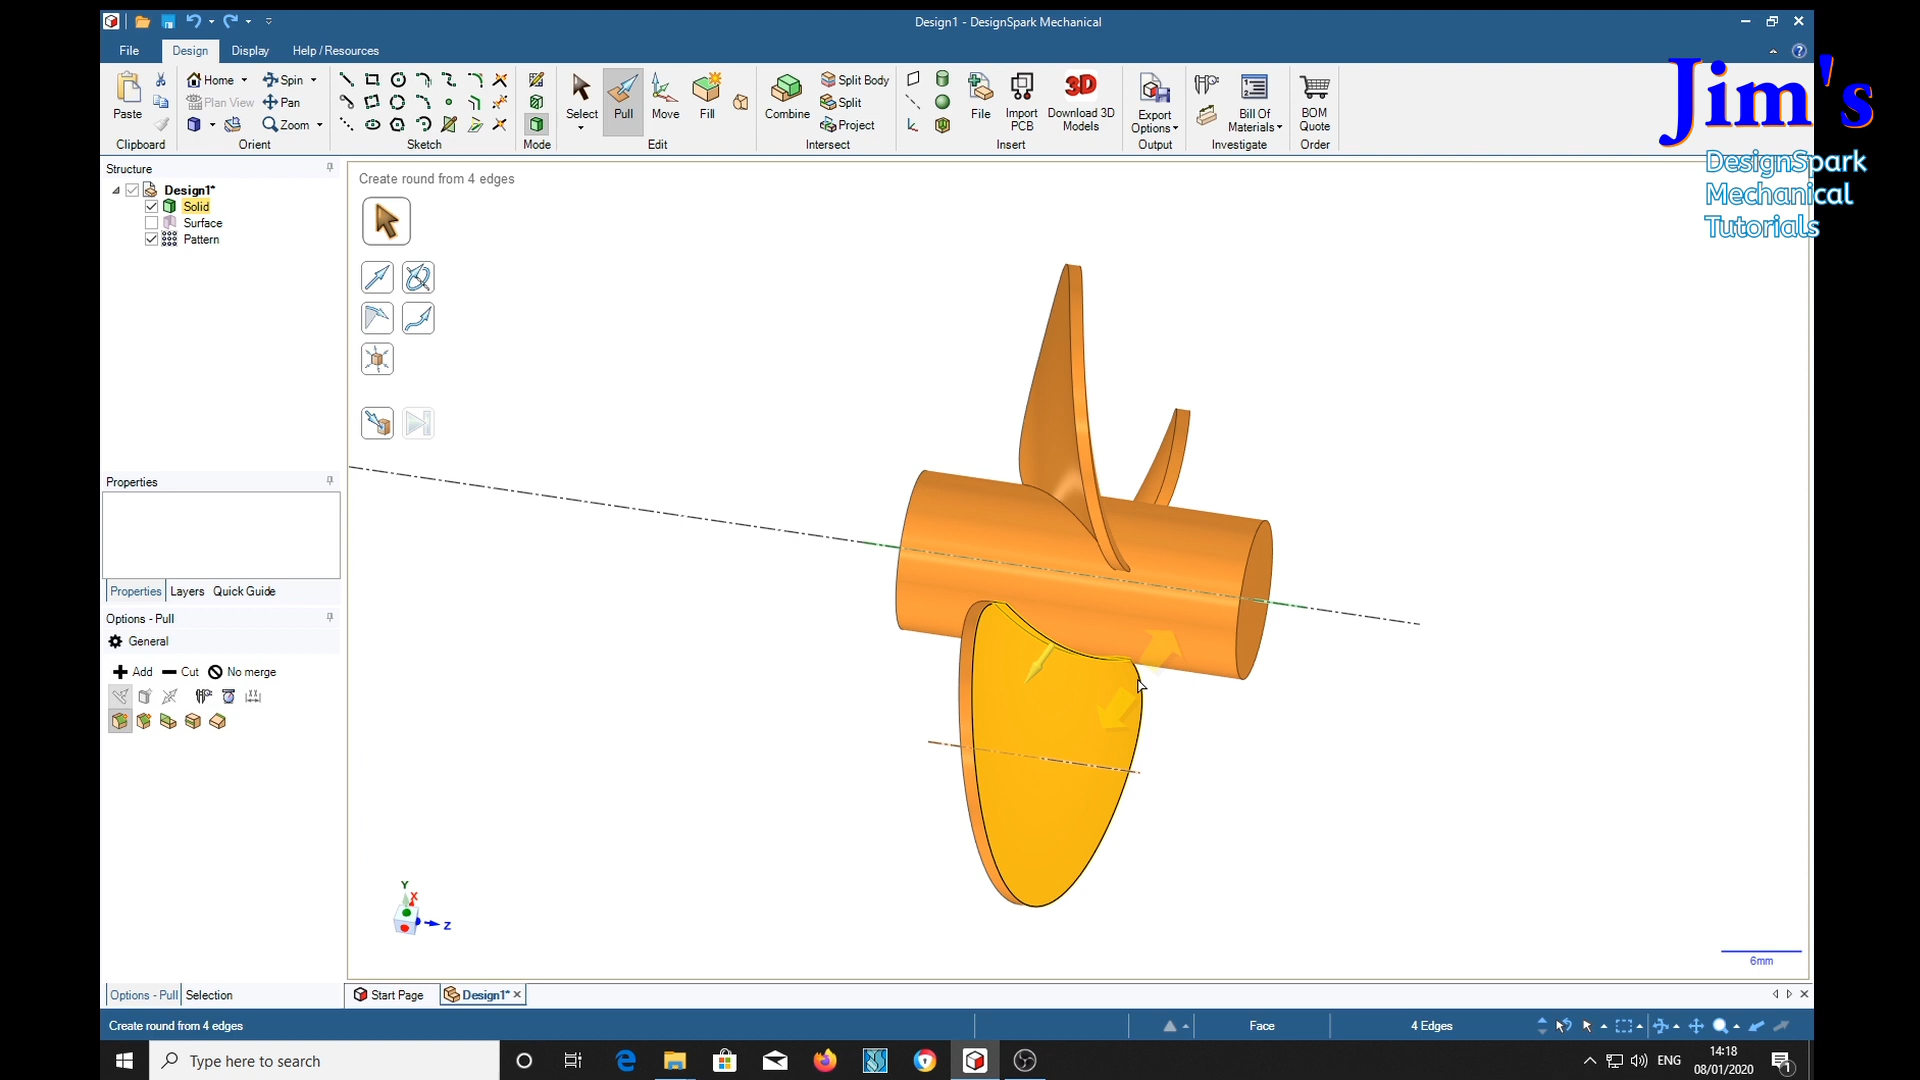 Design1 - DesignSpark Mechanical
File Design Display Help / Resources
Paste
Home Spin
Plan View Pan
Zoom
Select Pull Move Fill
Combine
Split Body
Split
Project
File
Import PCB
Download 3D Models
3D
Export Options
Bill Of Materials
BOM Quote
Clipboard Orient Sketch Mode Edit Intersect Insert Output Investigate Order
Jim's
DesignSpark
Mechanical
Tutorials
Structure
Design1*
Solid
Surface
Pattern
Create round from 4 edges
Properties
Properties Layers Quick Guide
Options - Pull
General
Add Cut No merge
Y
X
Z
6mm
Options - Pull Selection
Start Page Design1*
Create round from 4 edges Face 4 Edges
Type here to search
ENG
14:18
08/01/2020
1